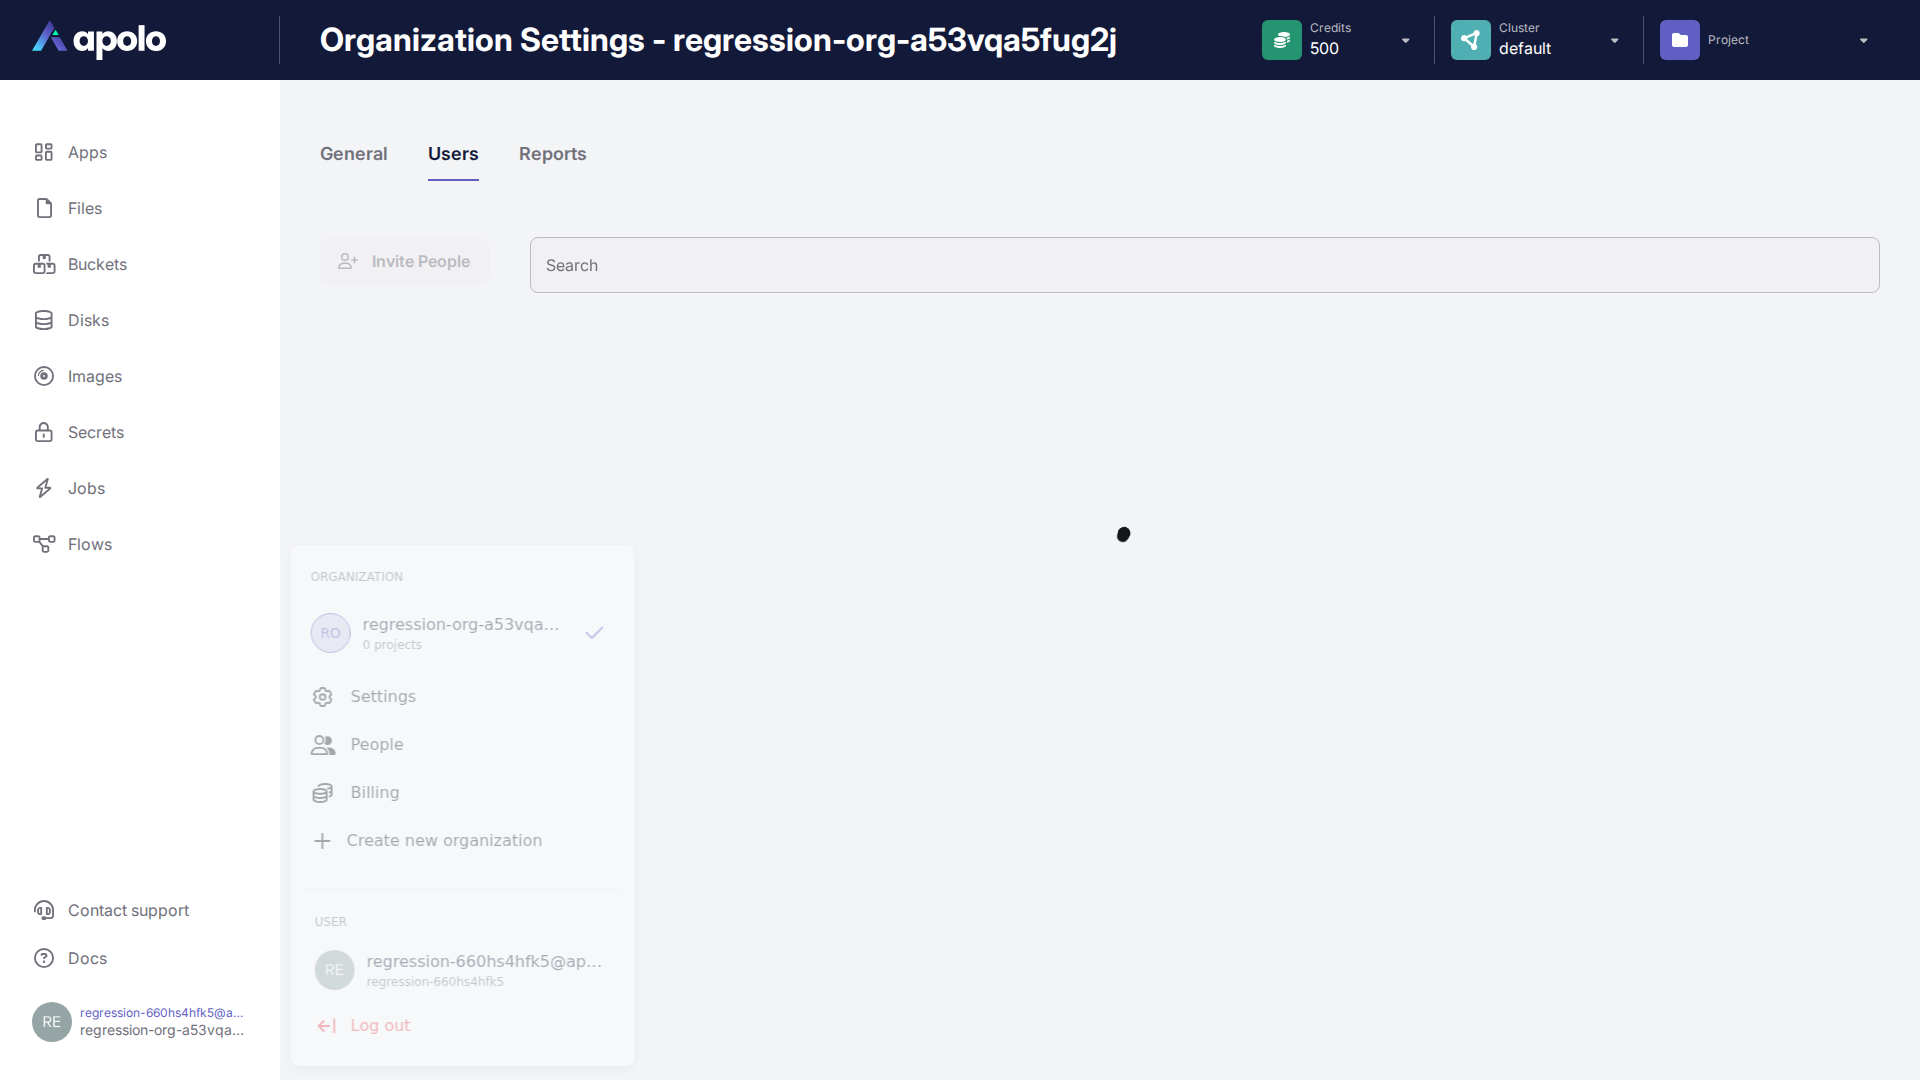 apolo
Organization Settings - regression-org-a53vqa5fug2j
Credits
500
Cluster
default
Project
Apps
Files
Buckets
Disks
Images
Secrets
Jobs
Flows
Contact support
Docs
RE
regression-660hs4hfk5@a...
regression-org-a53vqa...
General
Users
Reports
Invite People
Search
ORGANIZATION
RO
regression-org-a53vqa...
0 projects
Settings
People
Billing
Create new organization
USER
RE
regression-660hs4hfk5@ap...
regression-660hs4hfk5
Log out